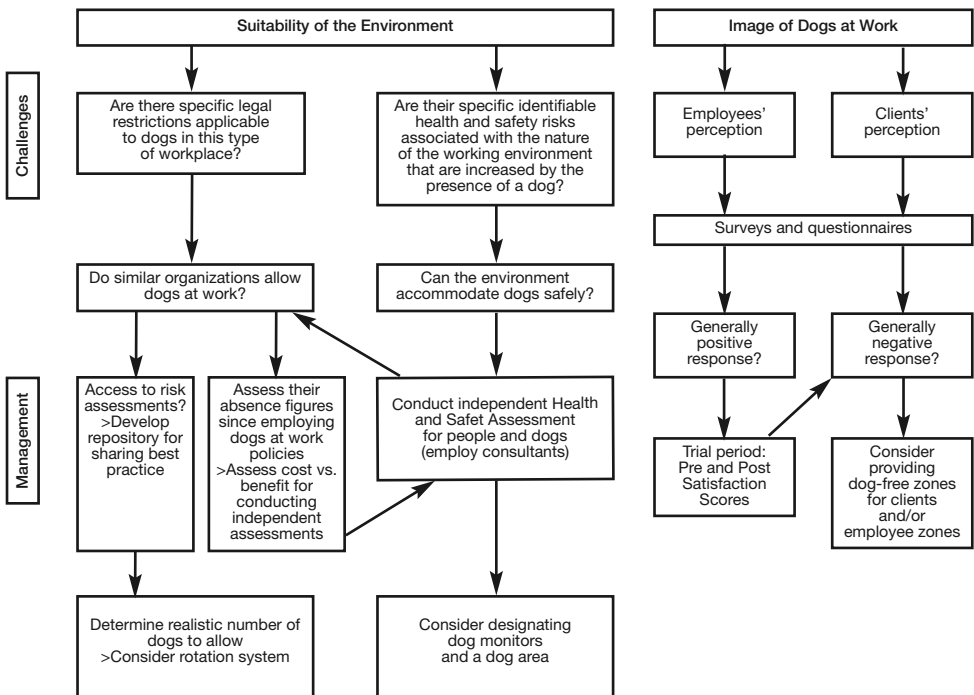 Suitability of the Environment
Image of Dogs at Work
Challenges
Are there specific legal
restrictions applicable
to dogs in this type
of workplace?
Are their specific identifiable
health and safety risks
associated with the nature
of the working environment
that are increased by the
presence of a dog?
Employees'
perception
Clients'
perception
Surveys and questionnaires
Do similar organizations allow
dogs at work?
Can the environment
accommodate dogs safely?
Generally
positive
response?
Generally
negative
response?
Management
Access to risk
assessments?
>Develop
repository for
sharing best
practice
Assess their
absence figures
since employing
dogs at work
policies
>Assess cost vs.
benefit for
conducting
independent
assessments
Conduct independent Health
and Safet Assessment
for people and dogs
(employ consultants)
Trial period:
Pre and Post
Satisfaction
Scores
Consider
providing
dog-free zones
for clients
and/or
employee zones
Determine realistic number of
dogs to allow
>Consider rotation system
Consider designating
dog monitors
and a dog area